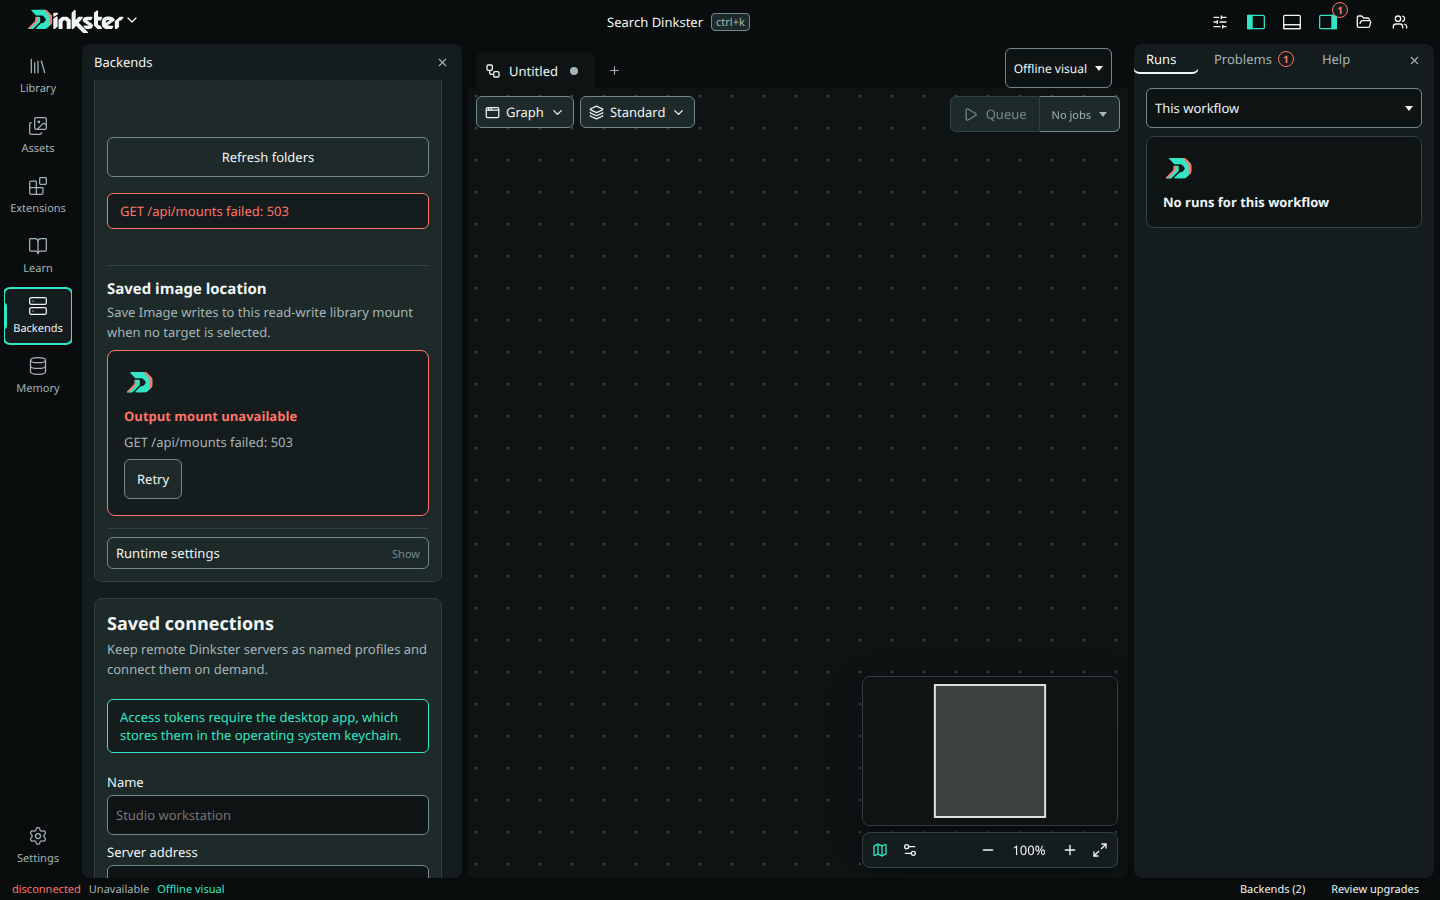 Dinkster
Search Dinkster ctrl+k
1
Library
Assets
Extensions
Learn
Backends
Memory
Settings
Backends
Refresh folders
GET /api/mounts failed: 503
Saved image location
Save Image writes to this read-write library mount
when no target is selected.
Output mount unavailable
GET /api/mounts failed: 503
Retry
Runtime settings Show
Saved connections
Keep remote Dinkster servers as named profiles and
connect them on demand.
Access tokens require the desktop app, which
stores them in the operating system keychain.
Name
Studio workstation
Server address
Untitled
Offline visual
Graph
Standard
Queue
No jobs
100%
Runs
Problems 1
Help
This workflow
No runs for this workflow
disconnected Unavailable Offline visual
Backends (2)
Review upgrades